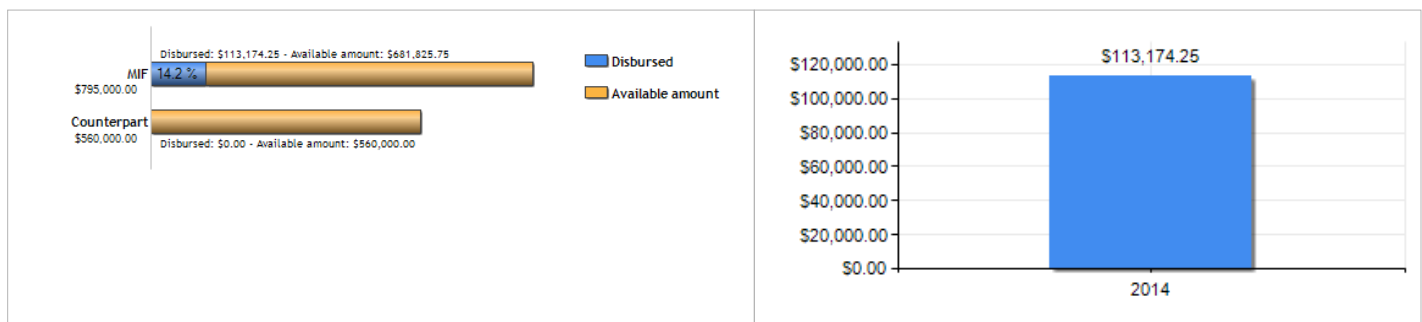 Disbursed: $113,174.25 - Available amount: $681,825.75
MIF 14.2 %
$795,000.00
Counterpart
$560,000.00
Disbursed: $0.00 - Available amount: $560,000.00
Disbursed
Available amount
$113,174.25
$120,000.00
$100,000.00
$80,000.00
$60,000.00
$40,000.00
$20,000.00
$0.00
2014